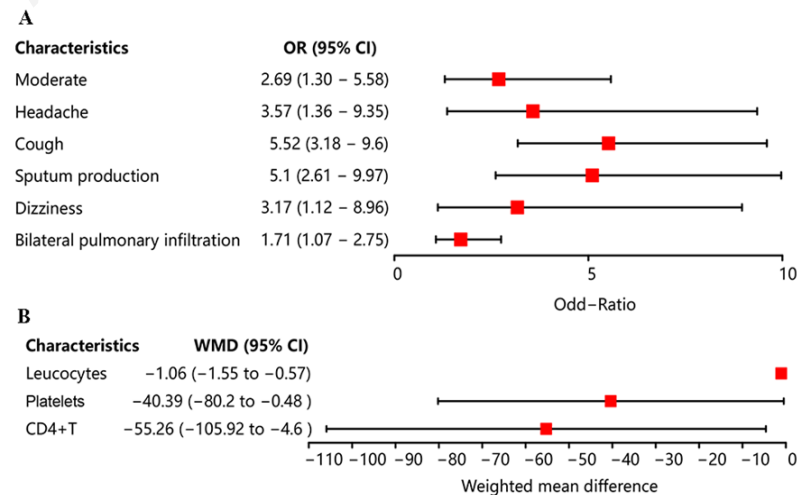 A
Characteristics OR (95% CI)
Moderate 2.69 (1.30 – 5.58)
Headache 3.57 (1.36 – 9.35)
Cough 5.52 (3.18 – 9.6)
Sputum production 5.1 (2.61 – 9.97)
Dizziness 3.17 (1.12 – 8.96)
Bilateral pulmonary infiltration 1.71 (1.07 – 2.75)
0 5 10
Odd–Ratio
B
Characteristics WMD (95% CI)
Leucocytes −1.06 (−1.55 to −0.57)
Platelets −40.39 (−80.2 to −0.48 )
CD4+T −55.26 (−105.92 to −4.6 )
−110 −100 −90 −80 −70 −60 −50 −40 −30 −20 −10 0
Weighted mean difference